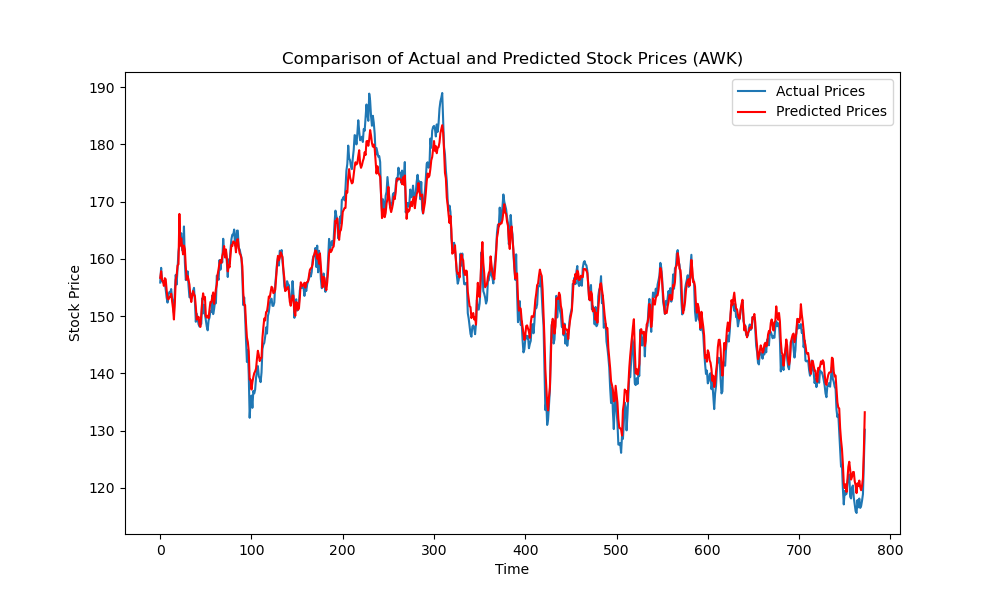 Comparison of Actual and Predicted Stock Prices (AWK)
Actual Prices
Predicted Prices
190
180
170
160
150
140
130
120
Stock Price
0 100 200 300 400 500 600 700 800
Time